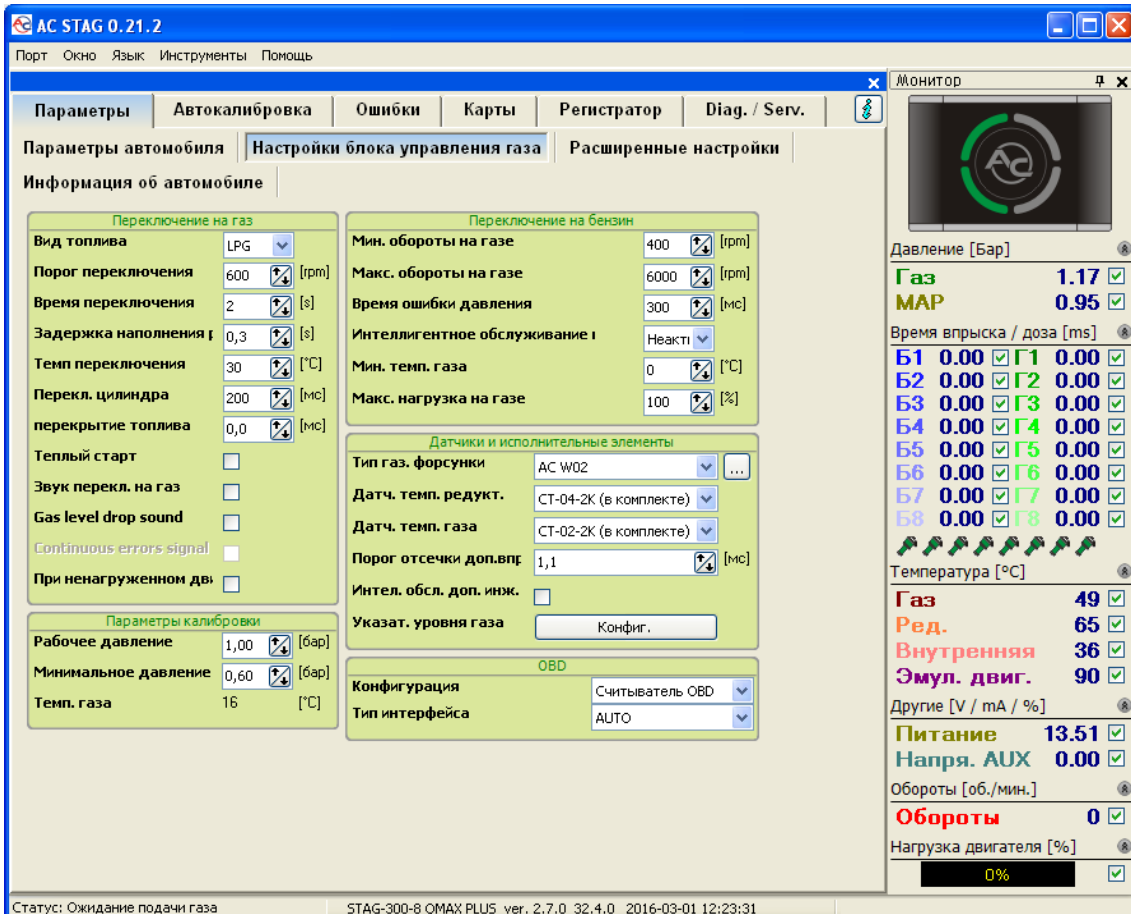 AC STAG 0.21.2
Порт Окно Язык Инструменты Помощь
Параметры Автокалибровка Ошибки Карты Регистратор Diag. / Serv.
Параметры автомобиля Настройки блока управления газа Расширенные настройки
Информация об автомобиле
Переключение на газ
Вид топлива LPG
Порог переключения 600 [rpm]
Время переключения 2 [s]
Задержка наполнения р 0,3 [s]
Темп переключения 30 [°C]
Перекл. цилиндра 200 [мс]
перекрытие топлива 0,0 [мс]
Теплый старт
Звук перекл. на газ
Gas level drop sound
Continuous errors signal
При ненагруженном дви
Параметры калибровки
Рабочее давление 1,00 [бар]
Минимальное давление 0,60 [бар]
Темп. газа 16 [°C]
Переключение на бензин
Мин. обороты на газе 400 [rpm]
Макс. обороты на газе 6000 [rpm]
Время ошибки давления 300 [мс]
Интеллигентное обслуживание Неакти
Мин. темп. газа 0 [°C]
Макс. нагрузка на газе 100 [%]
Датчики и исполнительные элементы
Тип газ. форсунки AC W02 ...
Датч. темп. редукт. CT-04-2K (в комплекте)
Датч. темп. газа CT-02-2K (в комплекте)
Порог отсечки доп.впр 1,1 [мс]
Интел. обсл. доп. инж.
Указат. уровня газа Конфиг.
OBD
Конфигурация Считыватель OBD
Тип интерфейса AUTO
Монитор
AC
Давление [Бар]
Газ 1.17
MAP 0.95
Время впрыска / доза [ms]
Б1 0.00 Г1 0.00
Б2 0.00 Г2 0.00
Б3 0.00 Г3 0.00
Б4 0.00 Г4 0.00
Б5 0.00 Г5 0.00
Б6 0.00 Г6 0.00
Б7 0.00 Г7 0.00
Б8 0.00 Г8 0.00
Температура [°C]
Газ 49
Ред. 65
Внутренняя 36
Эмул. двиг. 90
Другие [V / mA / %]
Питание 13.51
Напря. AUX 0.00
Обороты [об./мин.]
Обороты 0
Нагрузка двигателя [%]
0%
Статус: Ожидание подачи газа STAG-300-8 QMAX PLUS ver. 2.7.0 32.4.0 2016-03-01 12:23:31